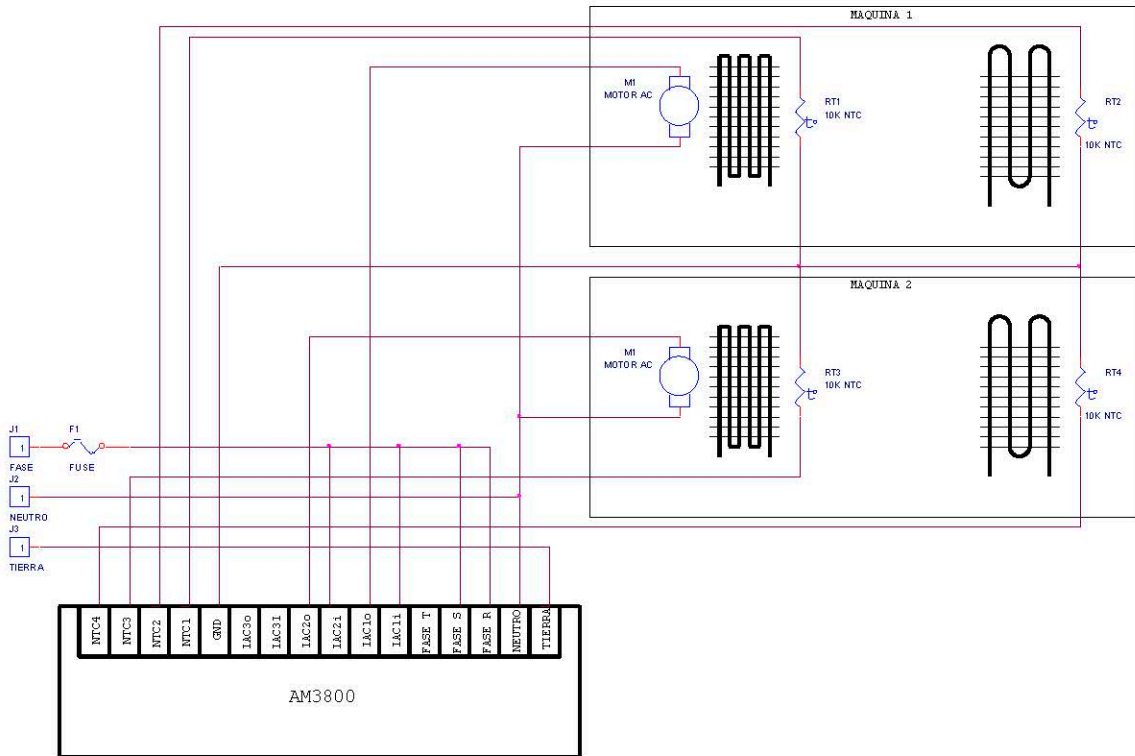 MAQUINA 1
M1
MOTOR AC
RT1
10K NTC
t°
RT2
10K NTC
t°
MAQUINA 2
M1
MOTOR AC
RT3
10K NTC
t°
RT4
10K NTC
t°
J1
1
FASE
F1
FUSE
J2
1
NEUTRO
J3
1
TIERRA
NTC4
NTC3
NTC2
NTC1
GND
IAC3o
IAC3I
IAC2o
IAC2i
IAC1o
IAC1i
FASE T
FASE S
FASE R
NEUTRO
TIERRA
AM3800